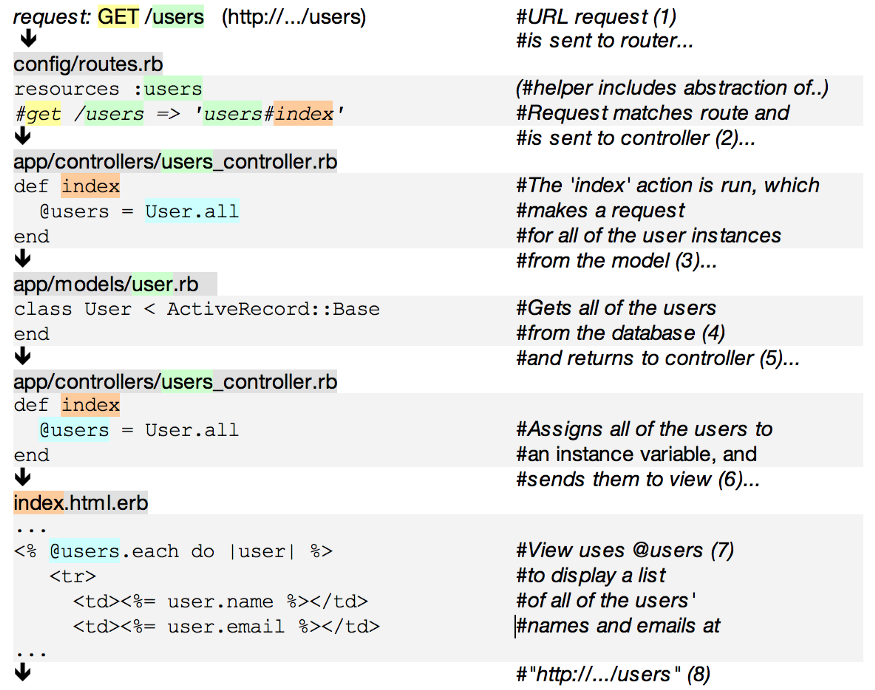 request: GET /users (http://.../users) #URL request (1)
#is sent to router...
config/routes.rb
resources :users (#helper includes abstraction of..)
#get /users => 'users#index' #Request matches route and
#is sent to controller (2)...
app/controllers/users_controller.rb
def index #The 'index' action is run, which
@users = User.all #makes a request
end #for all of the user instances
#from the model (3)...
app/models/user.rb
class User < ActiveRecord::Base #Gets all of the users
end #from the database (4)
#and returns to controller (5)...
app/controllers/users_controller.rb
def index
@users = User.all #Assigns all of the users to
end #an instance variable, and
#sends them to view (6)...
index.html.erb
...
<% @users.each do |user| %> #View uses @users (7)
<tr> #to display a list
<td><%= user.name %></td> #of all of the users'
<td><%= user.email %></td> #names and emails at
...
#"http://.../users" (8)